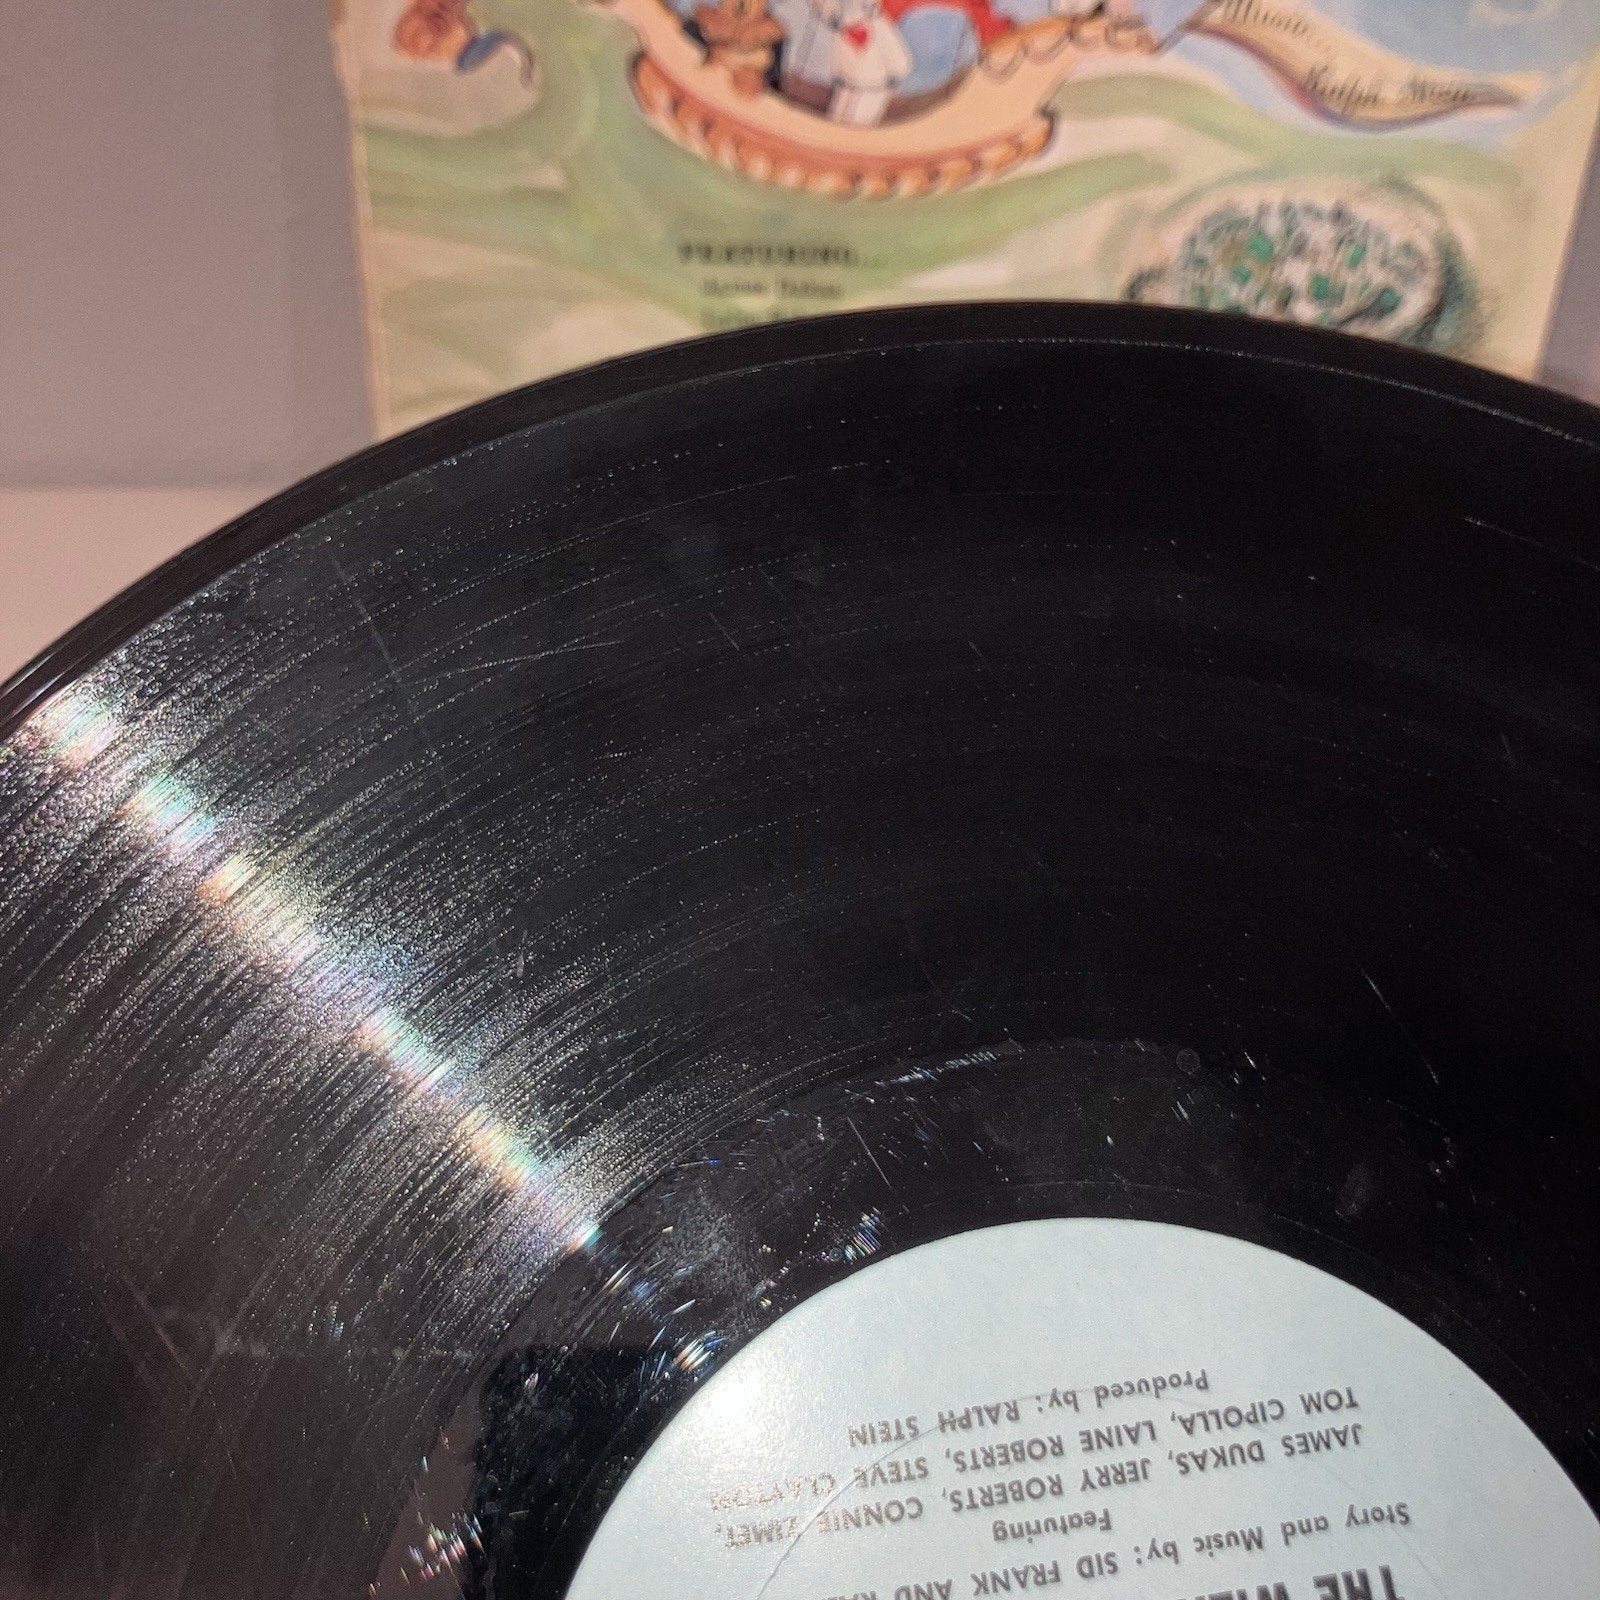 Music...
FEATURING...
THE
Story and Music by: SID FRANK AND
Featuring
JAMES DUKAS, JERRY ROBERTS, CONNIE ZIMET,
TOM CIPOLLA, LAINE ROBERTS, STEVE CLAYTON
Produced by: RALPH STEIN